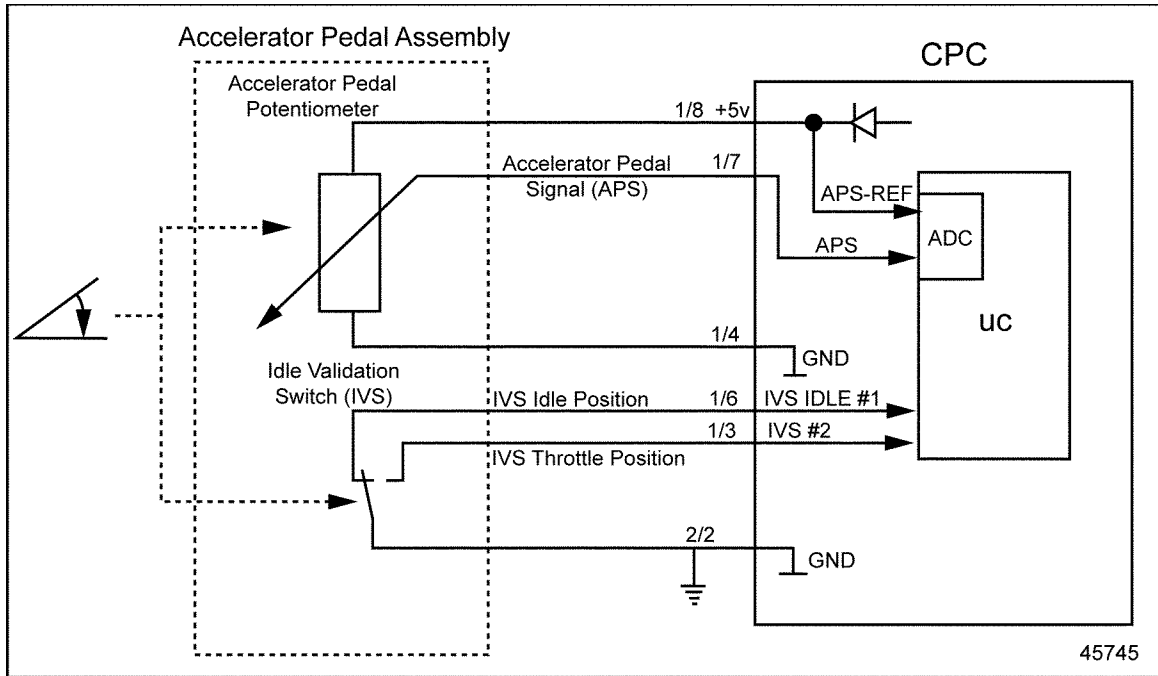 Accelerator Pedal Assembly
CPC
Accelerator Pedal
Potentiometer
1/8 +5v
Accelerator Pedal
Signal (APS)
1/7
APS-REF
ADC
APS
uc
1/4
GND
Idle Validation
Switch (IVS)
IVS Idle Position
1/6
IVS IDLE #1
1/3
IVS #2
IVS Throttle Position
2/2
GND
45745